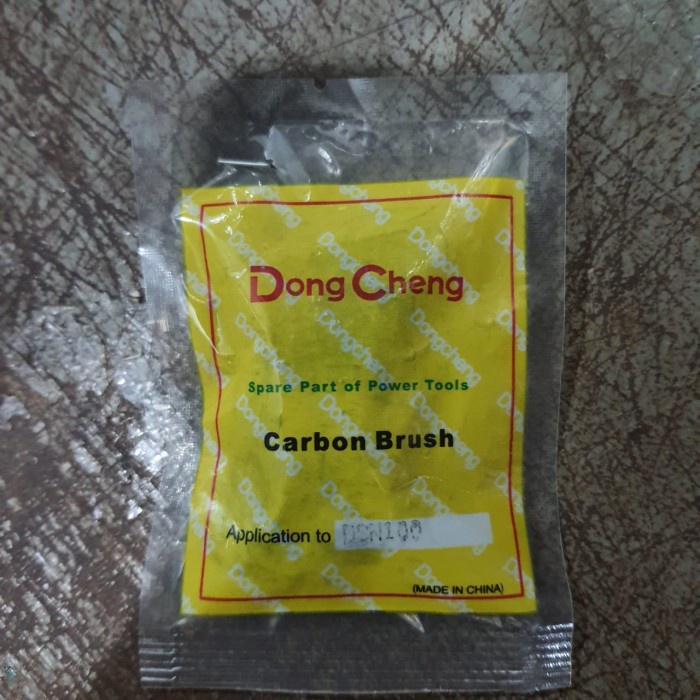 Dong Cheng
Spare Part of Power Tools
Carbon Brush
Application to
(MADE IN CHINA)